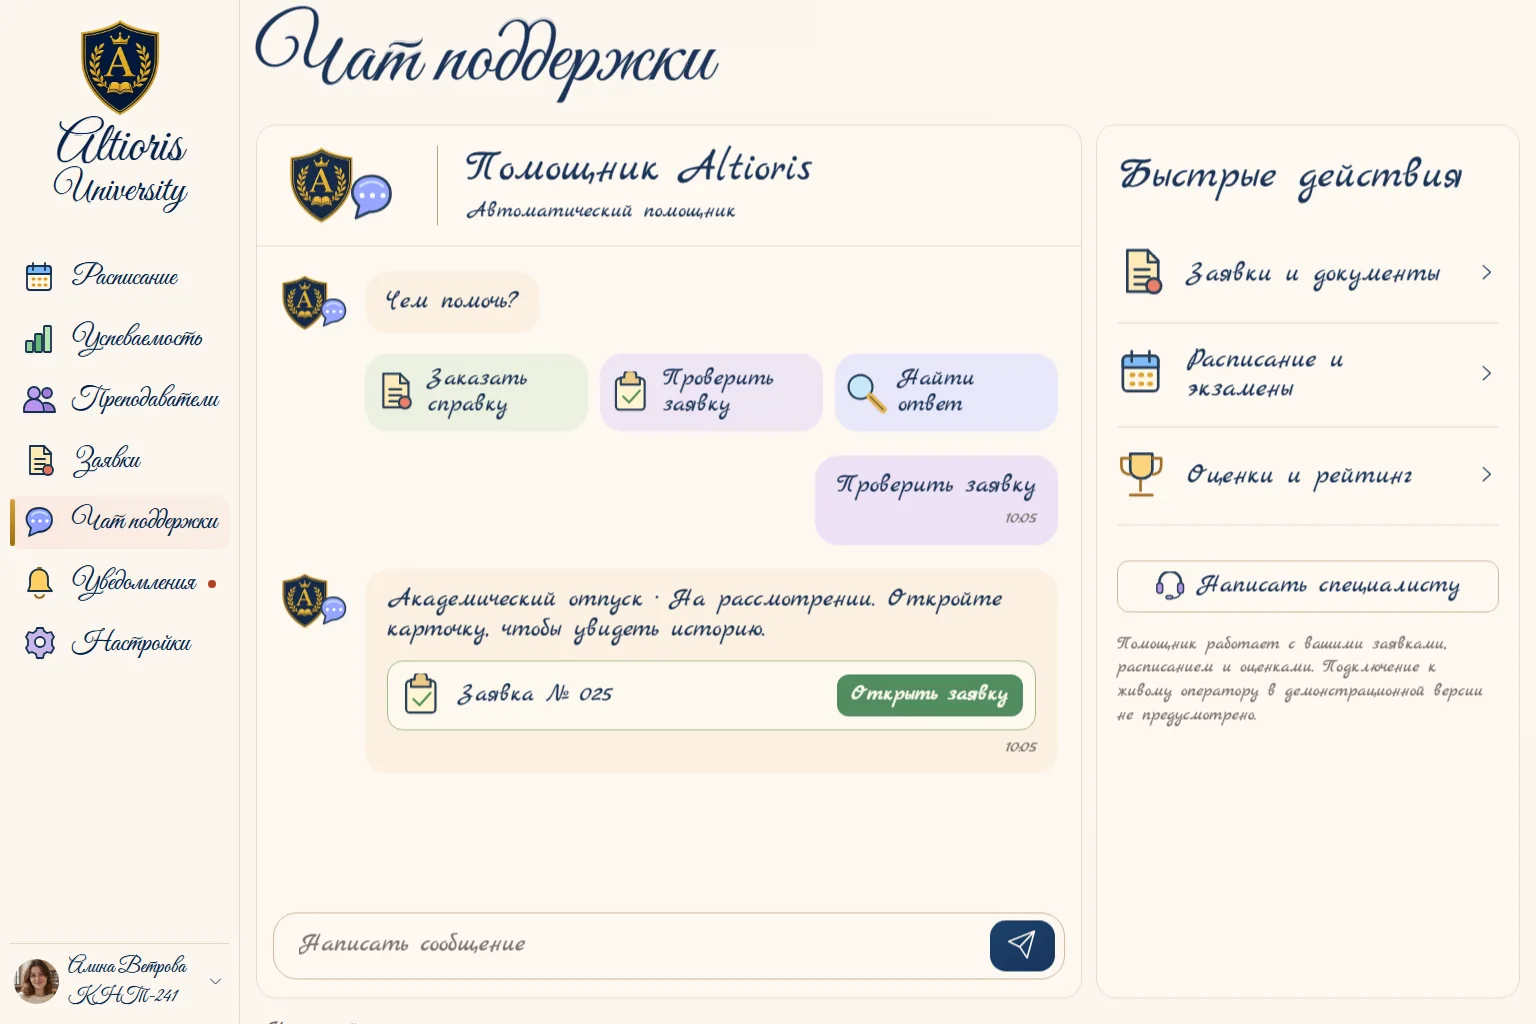 Altioris
University
Расписание
Успеваемость
Преподаватели
Заявки
Чат поддержки
Уведомления
Настройки
Алина Ветрова
КНТ-241
Чат поддержки
Помощник Altioris
Автоматический помощник
Чем помочь?
Заказать
справку
Проверить
заявку
Найти
ответ
Проверить заявку
10:05
Академический отпуск · На рассмотрении. Откройте
карточку, чтобы увидеть историю.
Заявка № 025
Открыть заявку
10:05
Написать сообщение
Быстрые действия
Заявки и документы
Расписание и
экзамены
Оценки и рейтинг
Написать специалисту
Помощник работает с вашими заявками,
расписанием и оценками. Подключение к
живому оператору в демонстрационной версии
не предусмотрено.